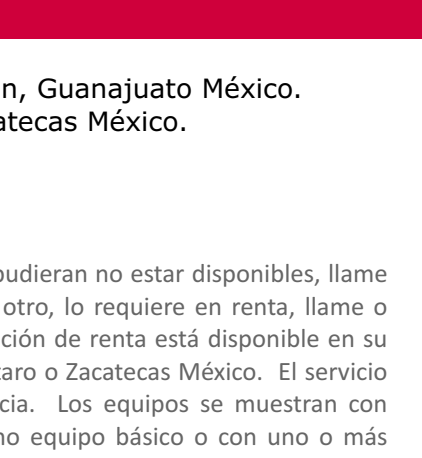 n, Guanajuato México.
atecas México.
pudieran no estar disponibles, llame
otro, lo requiere en renta, llame o
ción de renta está disponible en su
taro o Zacatecas México. El servicio
cia. Los equipos se muestran con
no equipo básico o con uno o más